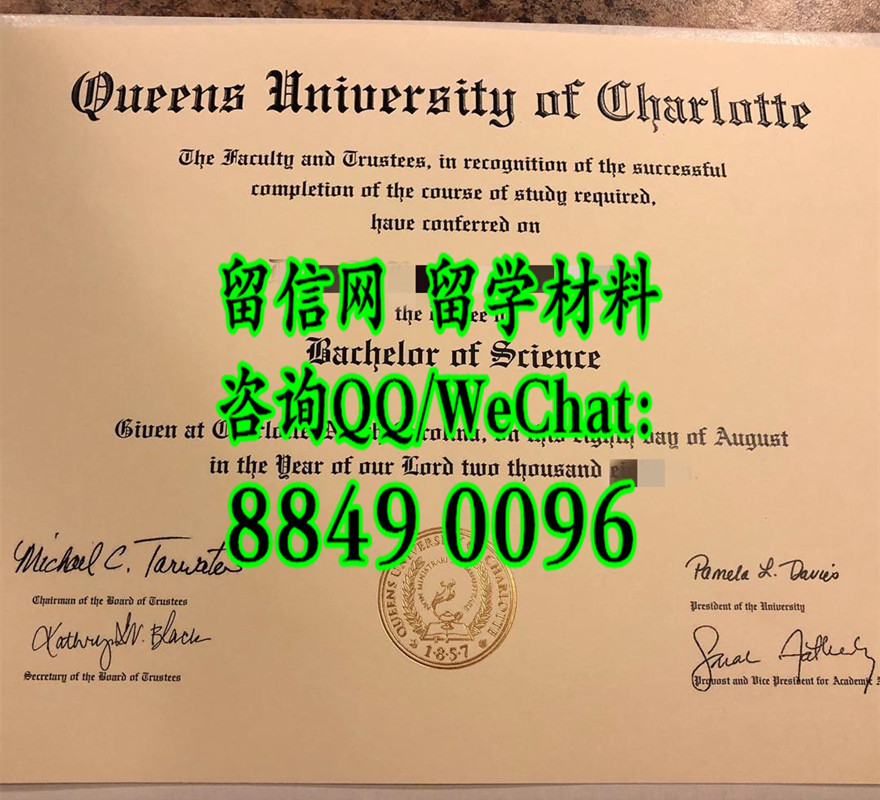 Queens University of Charlotte
The Faculty and Trustees, in recognition of the successful
completion of the course of study required,
have conferred on
留信网 留学材料
the
Bachelor of Science
咨询QQ/WeChat:
Given at day of August
in the Year of our Lord two thousand
8849 0096
Michael C. Tarwater
Chairman of the Board of Trustees
Pamela L. Davies
President of the University
QUEENS UNIVERSITY OF CHARLOTTE
1857
Secretary of the Board of Trustees
Provost and Vice President for Academic